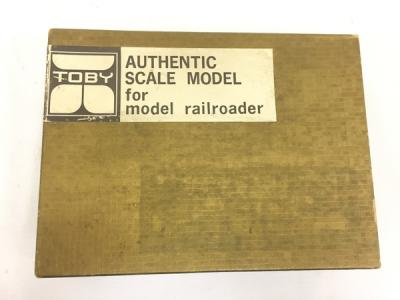 TOBY
AUTHENTIC
SCALE MODEL
for
model railroader